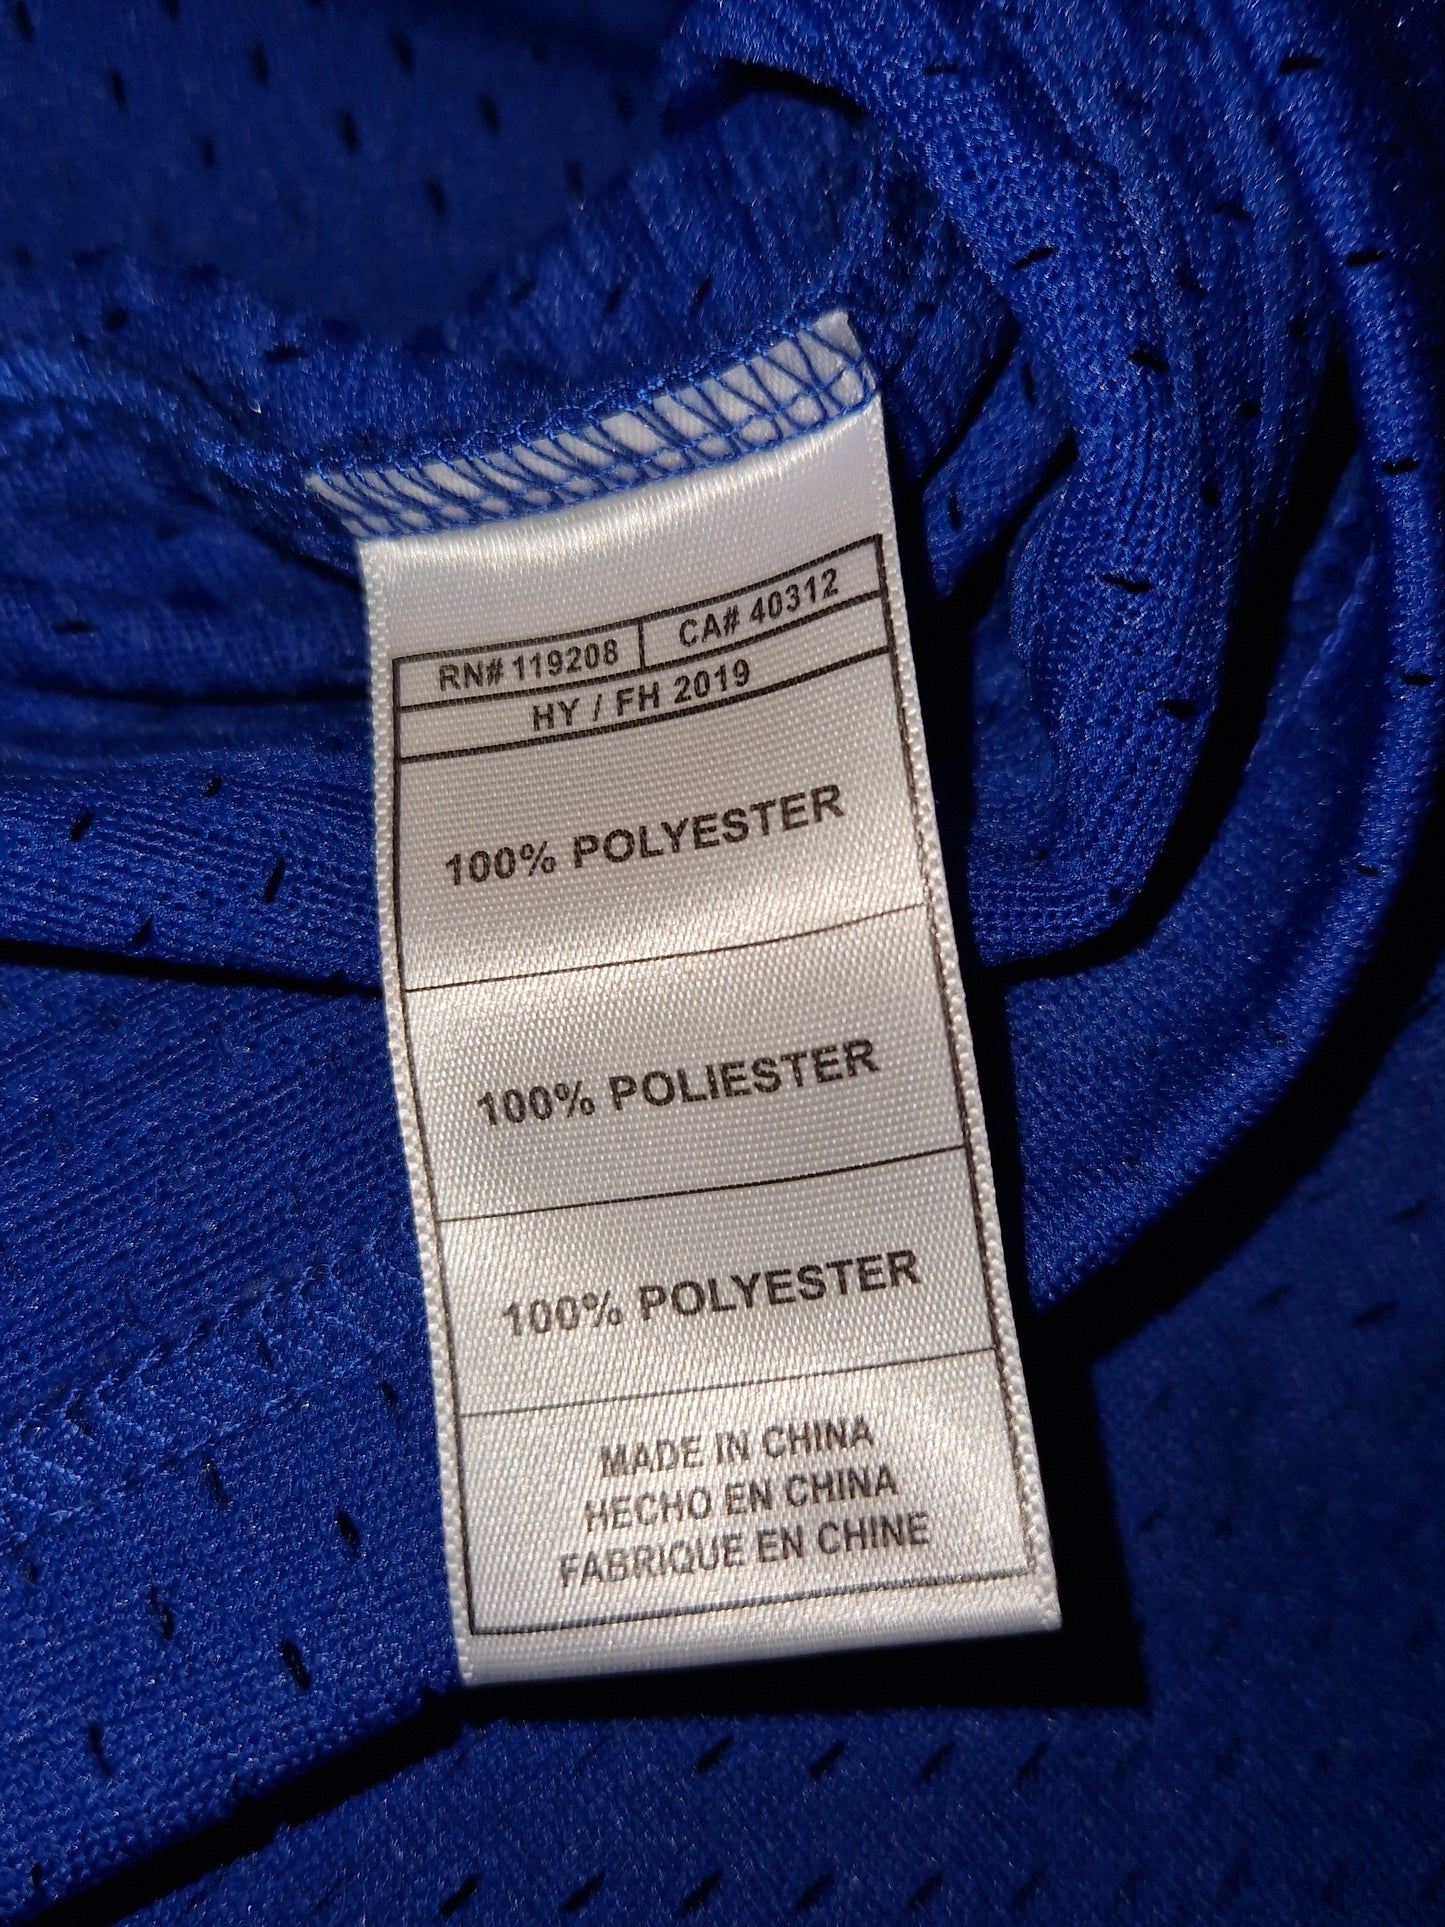 RN# 119208 CA# 40312
HY / FH 2019
100% POLYESTER
100% POLIESTER
100% POLYESTER
MADE IN CHINA
HECHO EN CHINA
FABRIQUE EN CHINE